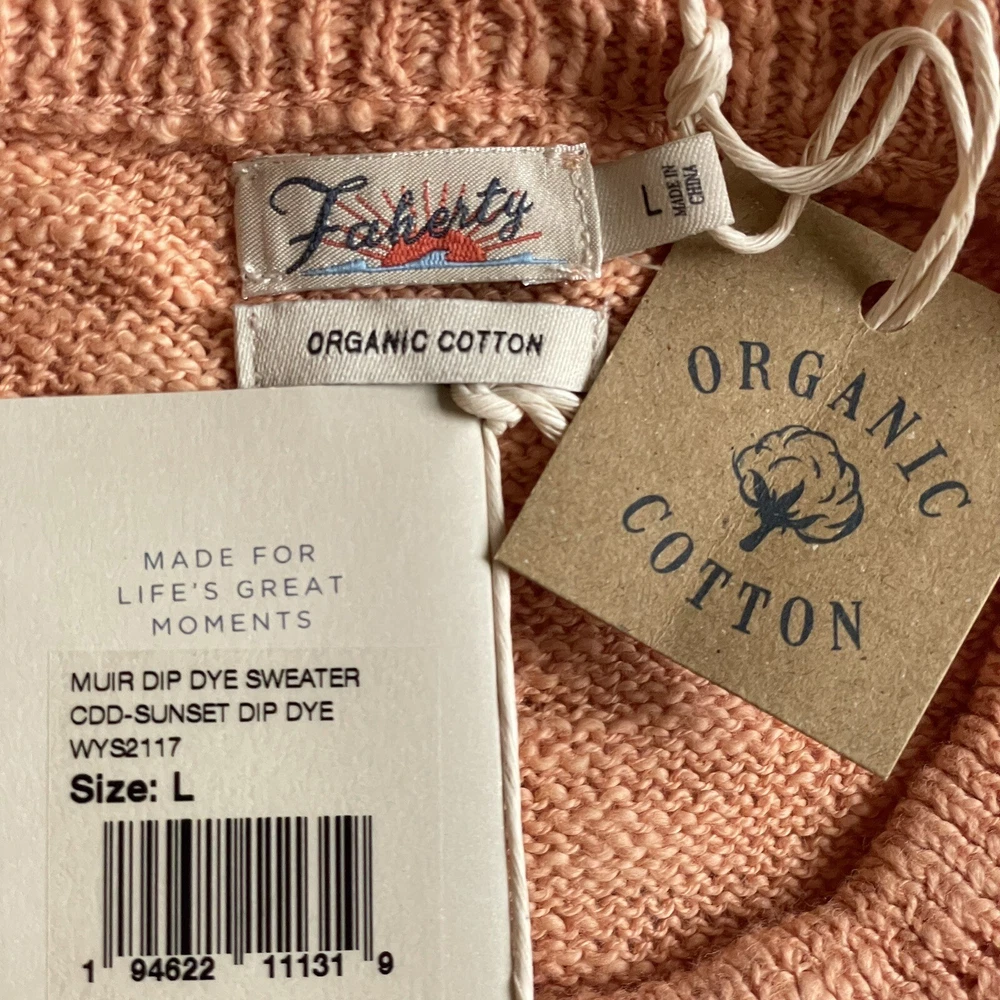 Faherty
L
MADE IN
CHINA
ORGANIC COTTON
ORGANIC
COTTON
MADE FOR
LIFE'S GREAT
MOMENTS
MUIR DIP DYE SWEATER
CDD-SUNSET DIP DYE
WYS2117
Size: L
1 94622 11131 9